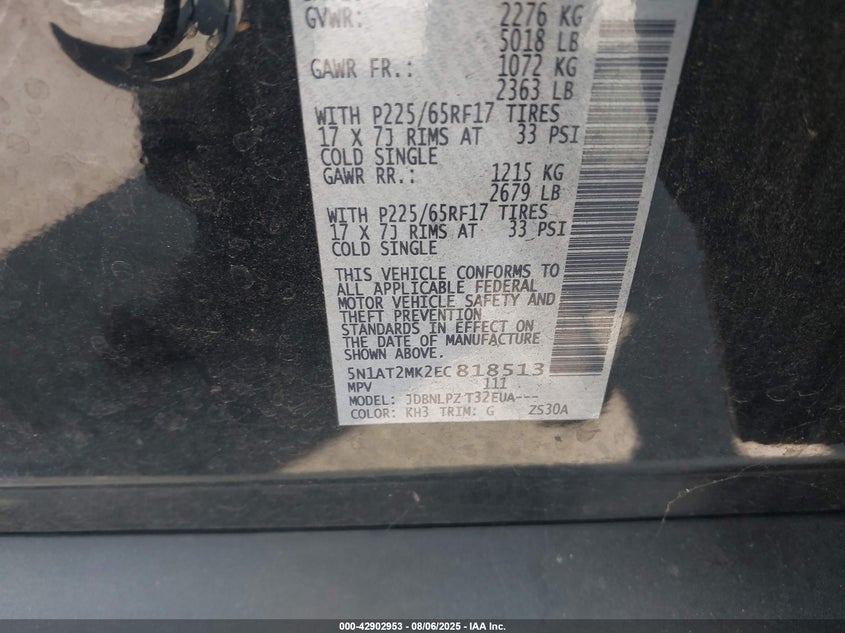 GVWR: 2276 KG
5018 LB
GAWR FR.: 1072 KG
2363 LB
WITH P225/65RF17 TIRES
17 X 7J RIMS AT 33 PSI
COLD SINGLE
GAWR RR.: 1215 KG
2679 LB
WITH P225/65RF17 TIRES
17 X 7J RIMS AT 33 PSI
COLD SINGLE
THIS VEHICLE CONFORMS TO
ALL APPLICABLE FEDERAL
MOTOR VEHICLE SAFETY AND
THEFT PREVENTION
STANDARDS IN EFFECT ON
THE DATE OF MANUFACTURE
SHOWN ABOVE.
5N1AT2MK2EC818513
MPV 111
MODEL: JDBNLPZ T32EUA---
COLOR: KH3 TRIM: G ZS30A
000-42902953 - 08/06/2025 - IAA Inc.